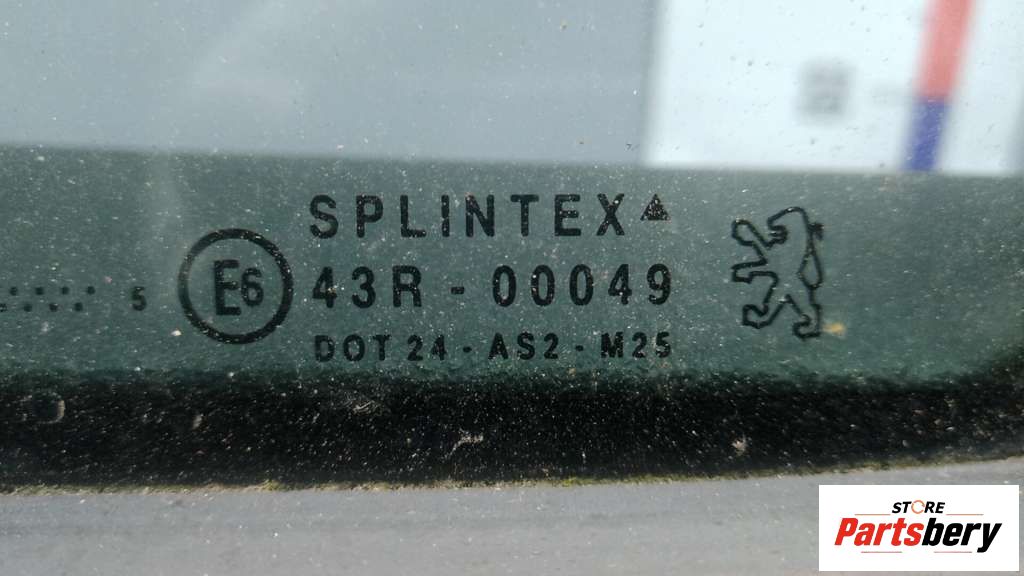 SPLINTEX
E6
43R - 00049
5
DOT 24 - AS2 - M25
STORE
Partsbery